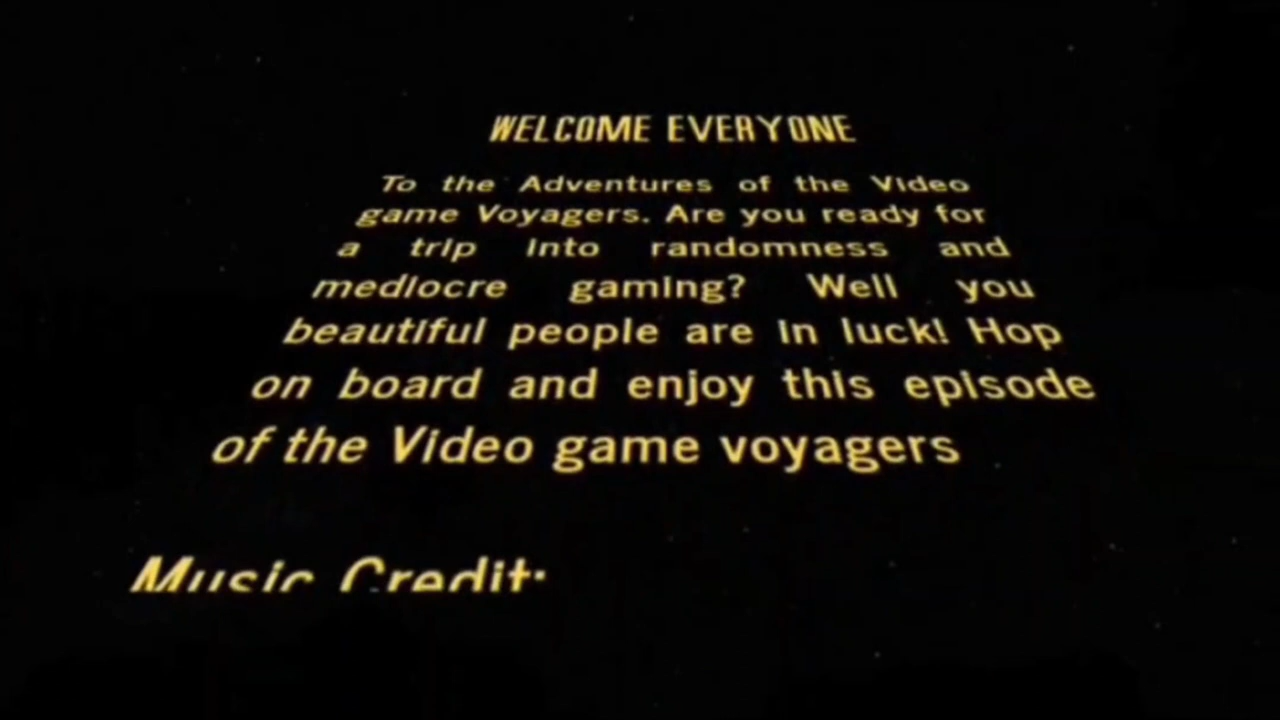 WELCOME EVERYONE
To the Adventures of the Video
game Voyagers. Are you ready for
a trip into randomness and
mediocre gaming? Well you
beautiful people are in luck! Hop
on board and enjoy this episode
of the Video game voyagers
Music Credit: